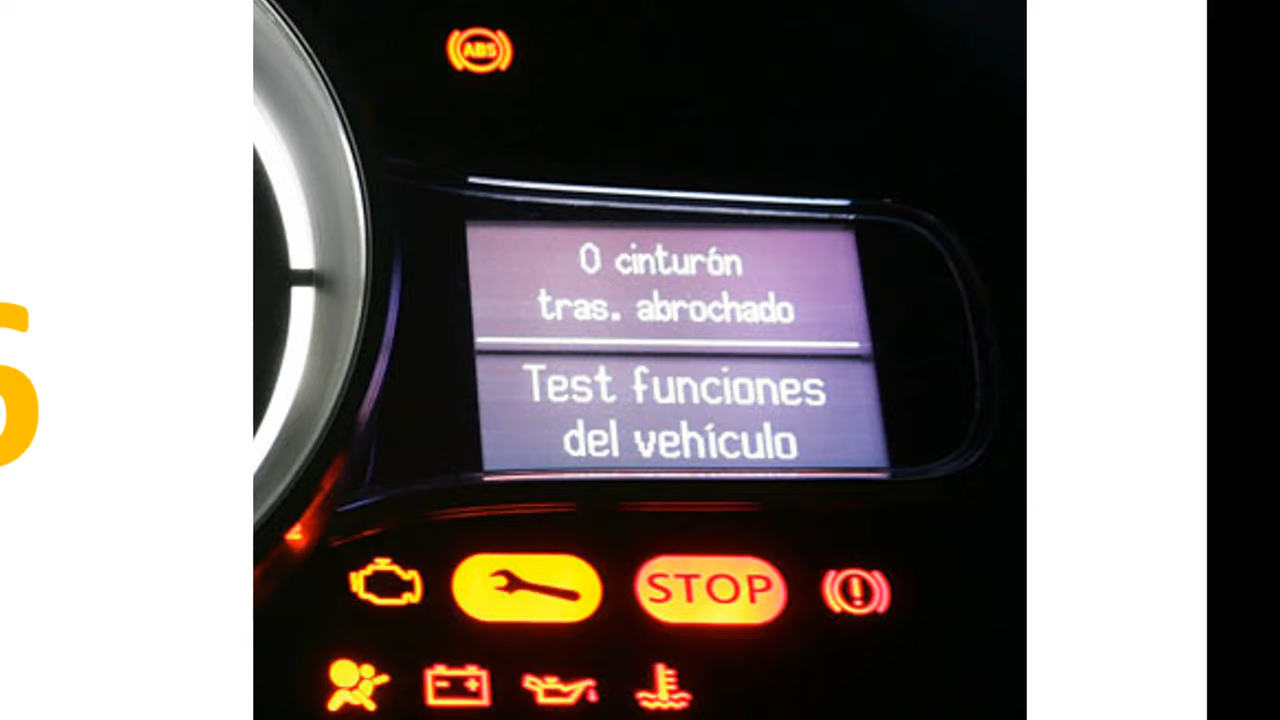 ABS
0 cinturón
tras. abrochado
Test funciones
del vehículo
STOP